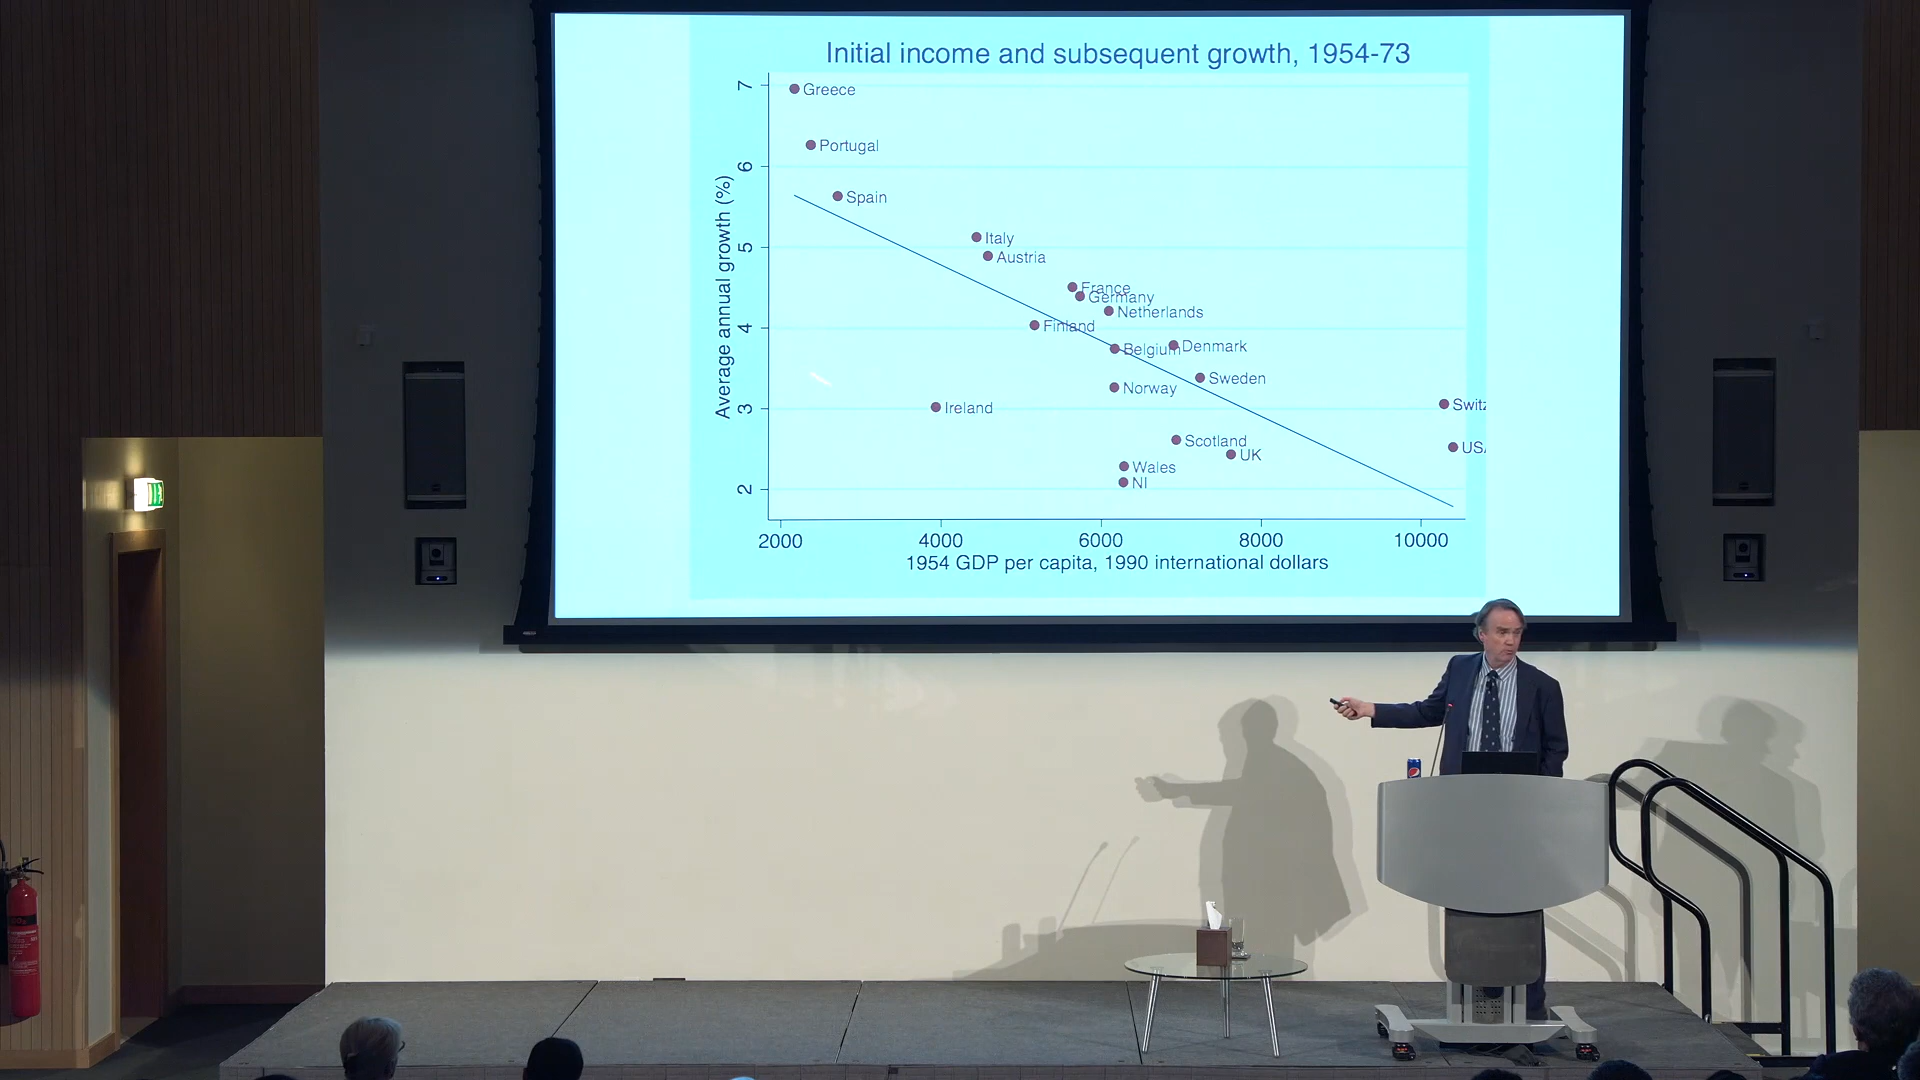 Initial income and subsequent growth, 1954-73
Average annual growth (%)
7
6
5
4
3
2
Greece
Portugal
Spain
Italy
Austria
France
Germany
Netherlands
Finland
Belgium
Denmark
Norway
Sweden
Ireland
Switz
Scotland
USA
UK
Wales
NI
2000 4000 6000 8000 10000
1954 GDP per capita, 1990 international dollars